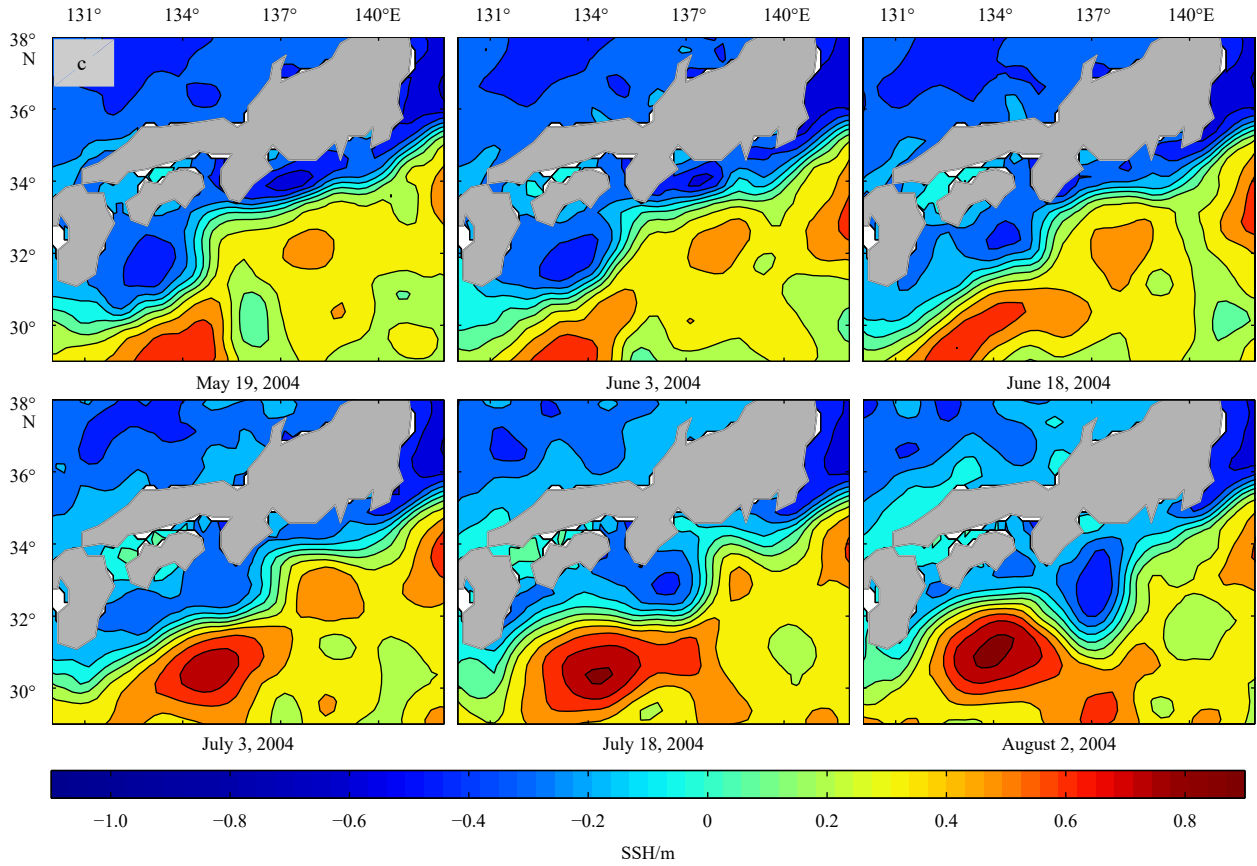 131° 134° 137° 140°E 131° 134° 137° 140°E 131° 134° 137° 140°E
38°
N
c
36°
34°
32°
30°
May 19, 2004 June 3, 2004 June 18, 2004
38°
N
36°
34°
32°
30°
July 3, 2004 July 18, 2004 August 2, 2004
−1.0 −0.8 −0.6 −0.4 −0.2 0 0.2 0.4 0.6 0.8
SSH/m